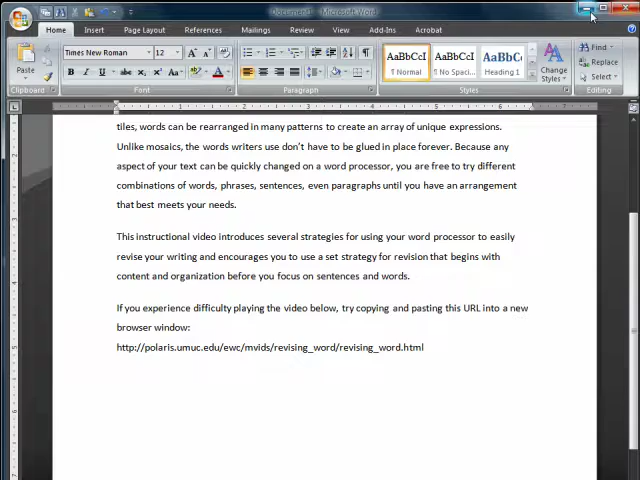 Document1 - Microsoft Word
Home Insert Page Layout References Mailings Review View Add-Ins Acrobat
Times New Roman 12 AaBbCcI AaBbCcI AaBbC Find
Replace
Paste B I U abc ¶ Normal ¶ No Spaci... Heading 1 Change Styles Select
Clipboard Font Paragraph Styles Editing
1 2 3 4 5 6 7
tiles, words can be rearranged in many patterns to create an array of unique expressions.
Unlike mosaics, the words writers use don't have to be glued in place forever. Because any
aspect of your text can be quickly changed on a word processor, you are free to try different
combinations of words, phrases, sentences, even paragraphs until you have an arrangement
that best meets your needs.
This instructional video introduces several strategies for using your word processor to easily
revise your writing and encourages you to use a set strategy for revision that begins with
content and organization before you focus on sentences and words.
If you experience difficulty playing the video below, try copying and pasting this URL into a new
browser window:
http://polaris.umuc.edu/ewc/mvids/revising_word/revising_word.html